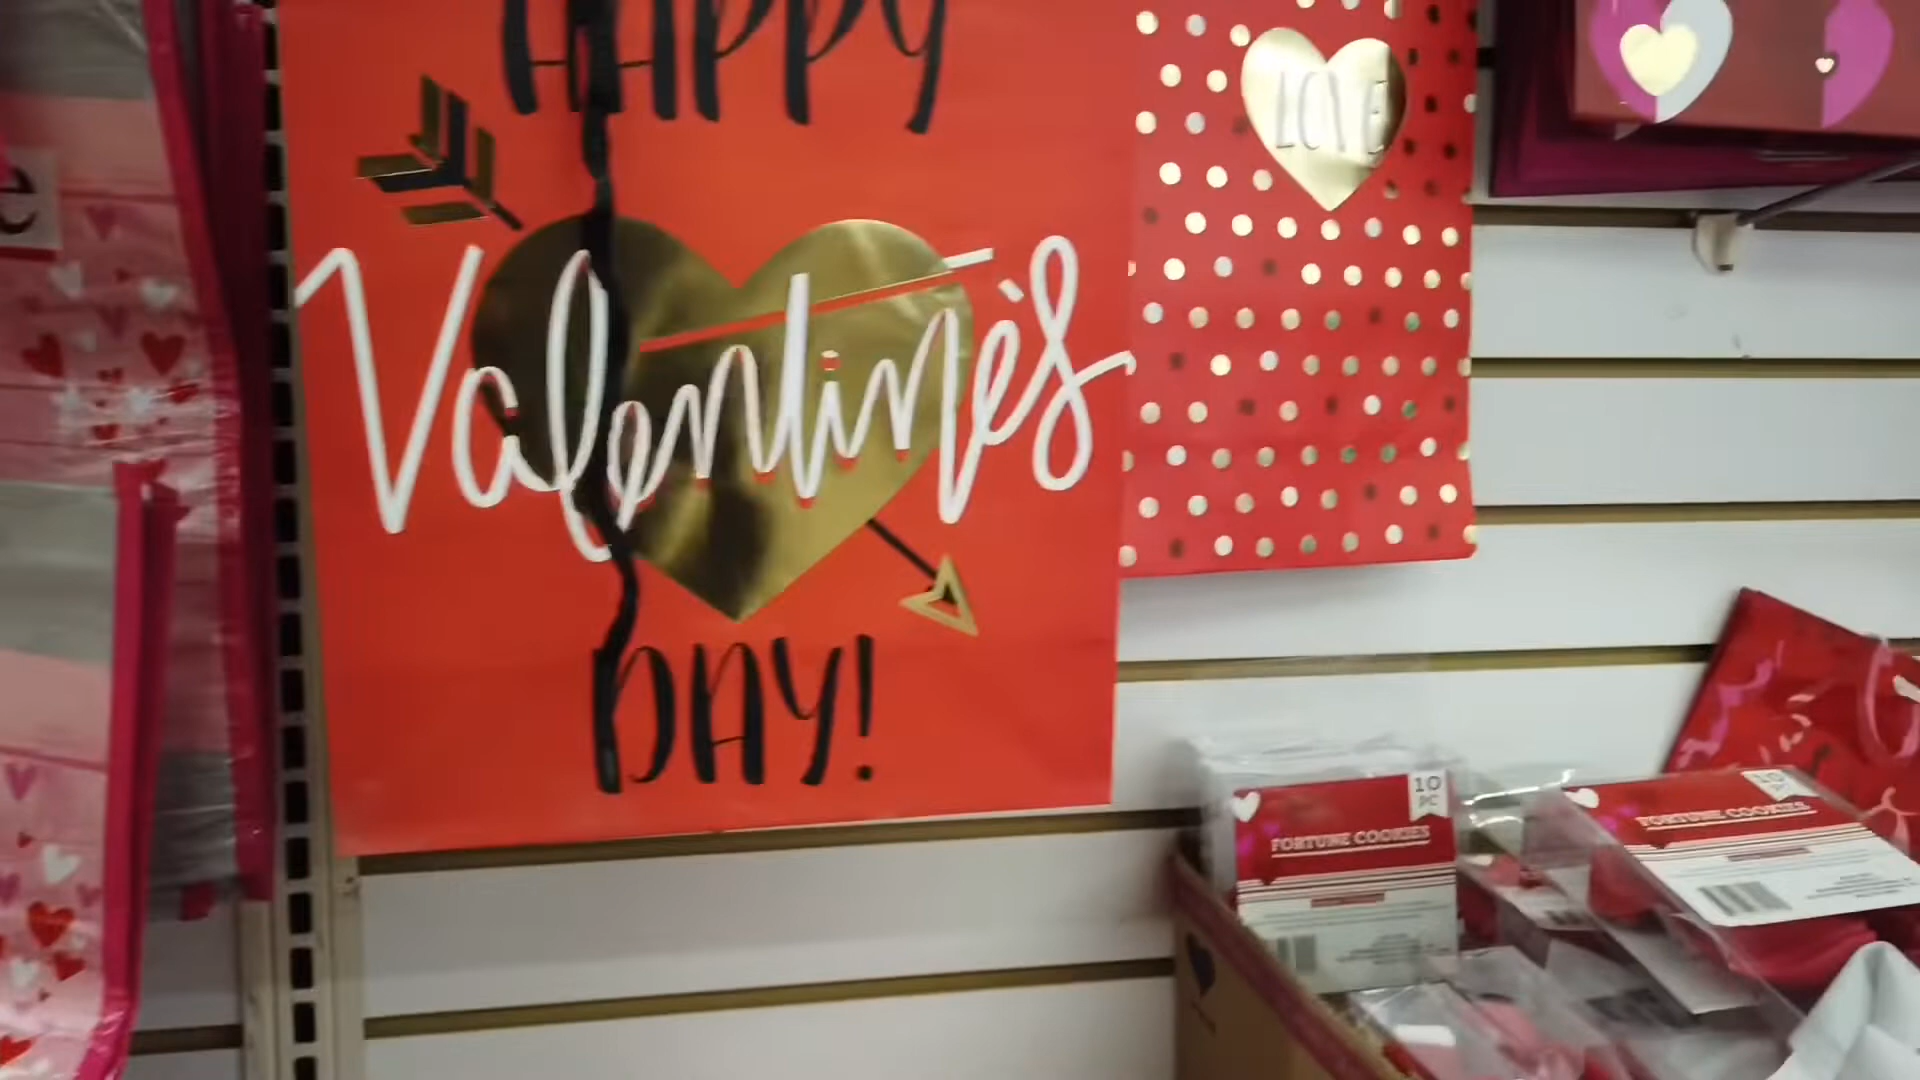 HAPPY
Valentine's
DAY!
LOVE
e
10
PC
FORTUNE COOKIES
10
PC
FORTUNE COOKIES